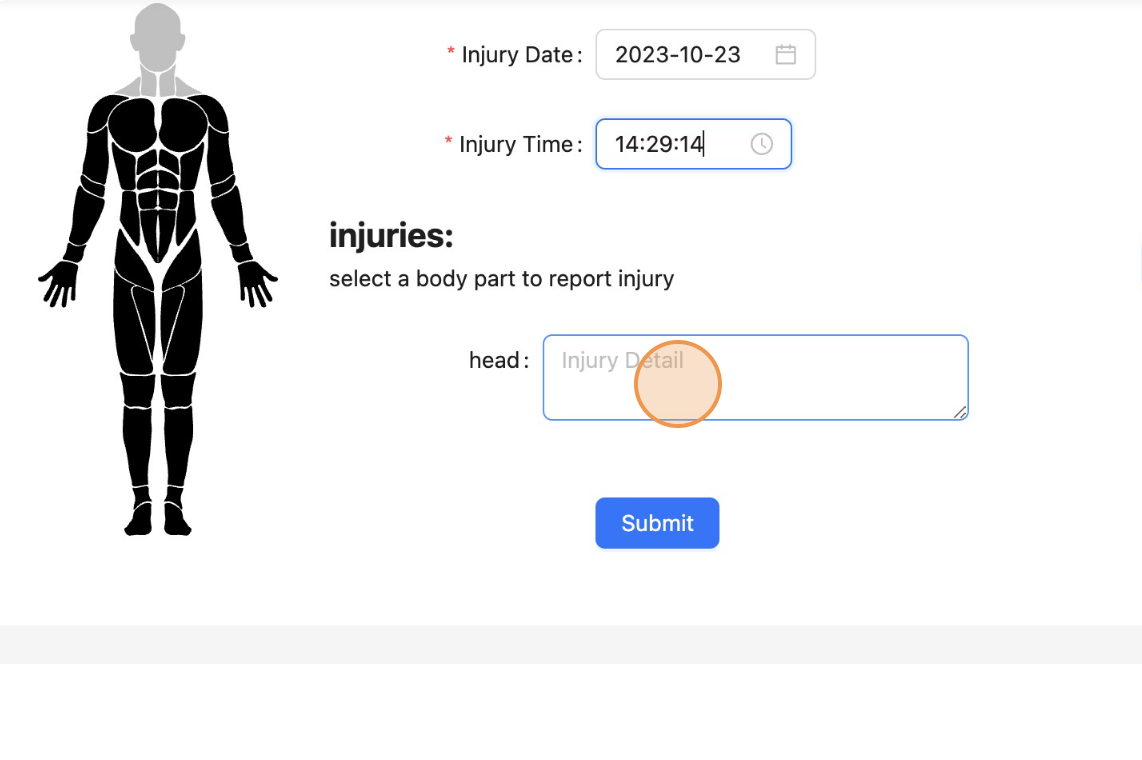 * Injury Date: 2023-10-23
* Injury Time: 14:29:14
injuries:
select a body part to report injury
head: Injury Detail
Submit